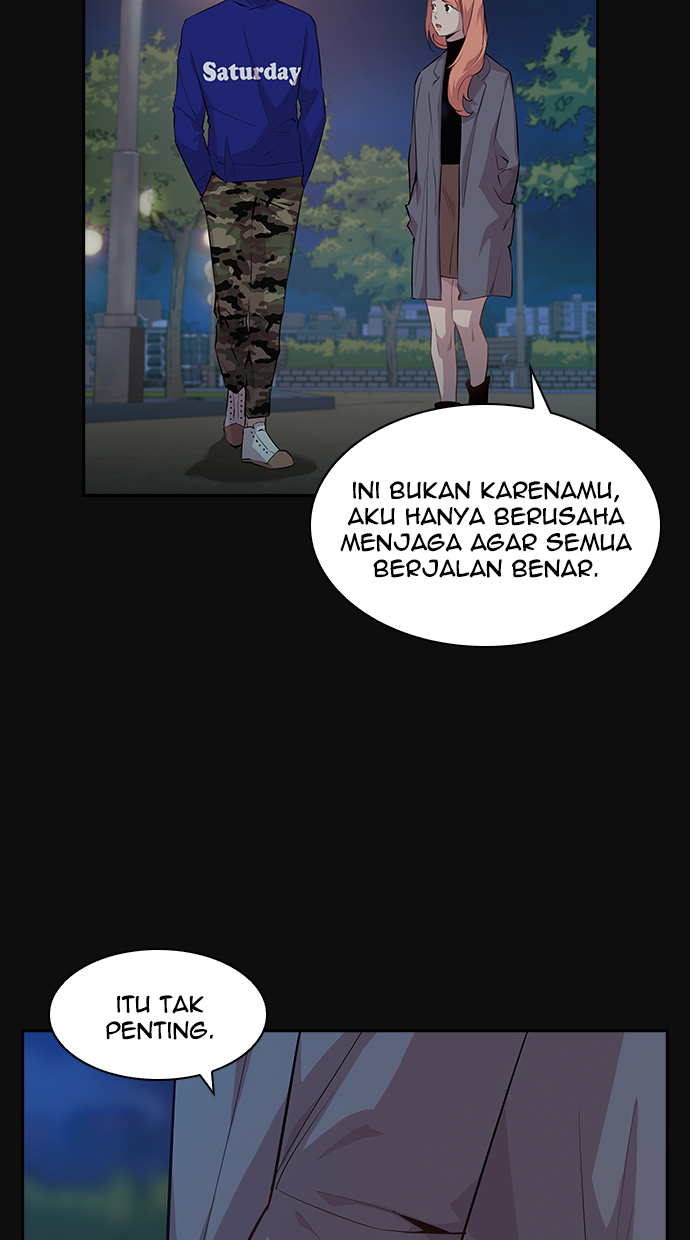 Saturday
INI BUKAN KARENAMU,
AKU HANYA BERUSAHA
MENJAGA AGAR SEMUA
BERJALAN BENAR.
ITU TAK
PENTING.